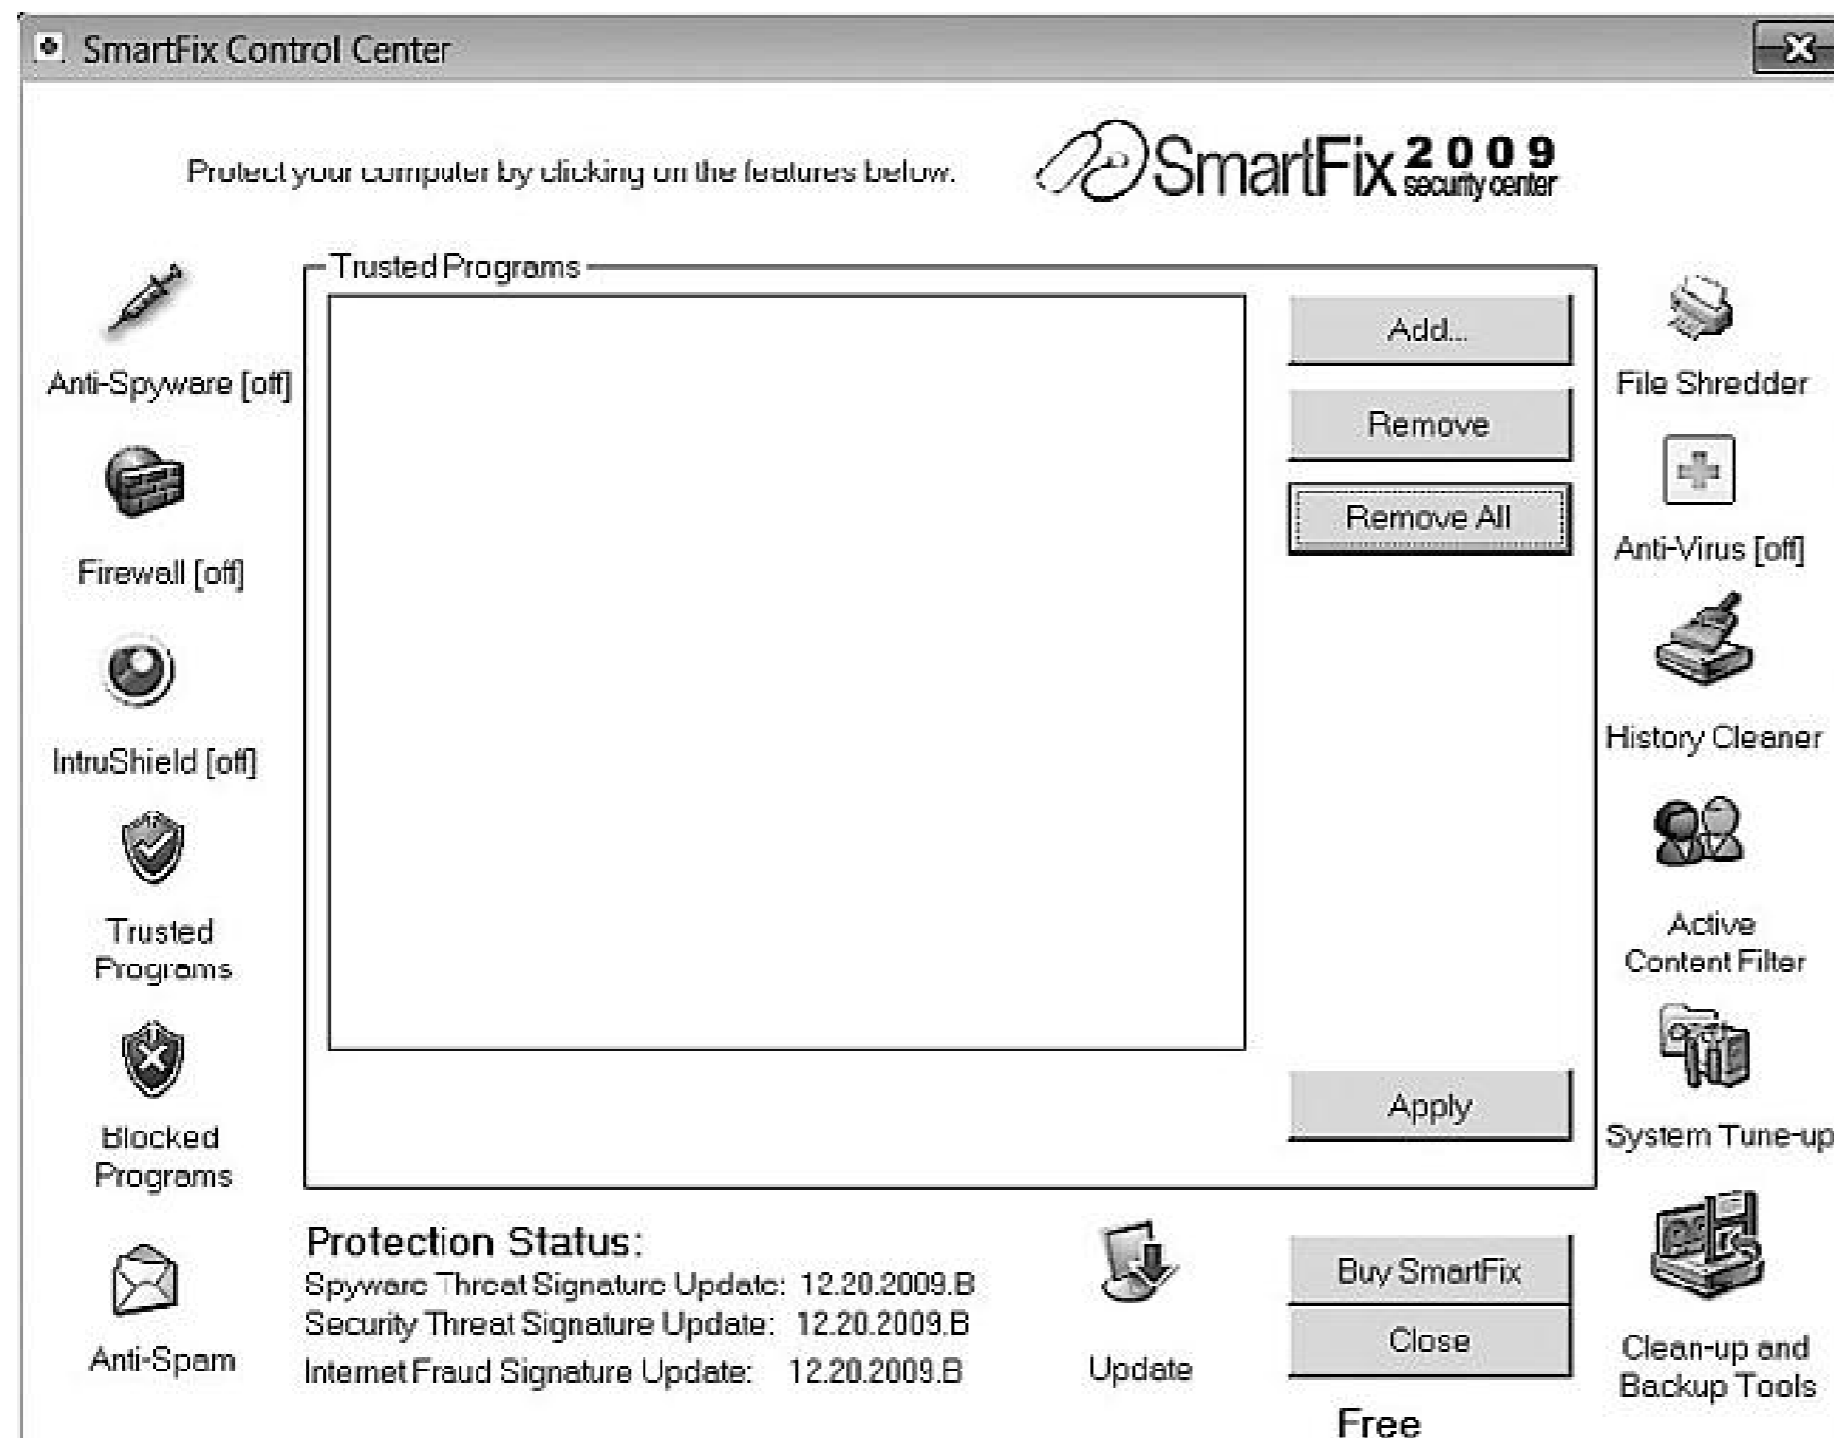 SmartFix Control Center
Protect your computer by clicking on the features below.
SmartFix 2009
security center
Anti-Spyware [off]
Firewall [off]
IntruShield [off]
Trusted
Programs
Blocked
Programs
Anti-Spam
Trusted Programs
Add...
Remove
Remove All
Apply
File Shredder
Anti-Virus [off]
History Cleaner
Active
Content Filter
System Tune-up
Clean-up and
Backup Tools
Protection Status:
Spyware Threat Signature Update: 12.20.2009.B
Security Threat Signature Update: 12.20.2009.B
Internet Fraud Signature Update: 12.20.2009.B
Update
Buy SmartFix
Close
Free